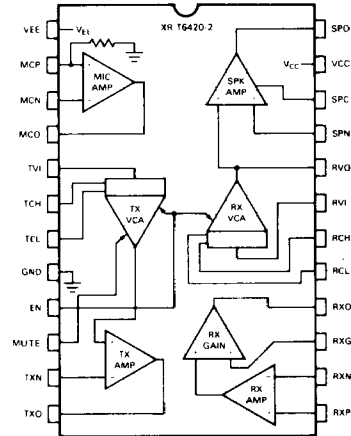 XR T6420-2
VEE
VEE
MCP
MCN
MCO
TVI
TCH
TCL
GND
EN
MUTE
TXN
TXO
MIC
AMP
TX
VCA
TX
AMP
SPK
AMP
RX
VCA
RX
GAIN
RX
AMP
VCC
SPO
VCC
SPC
SPN
RVO
RVI
RCH
RCL
RXO
RXG
RXN
RXP